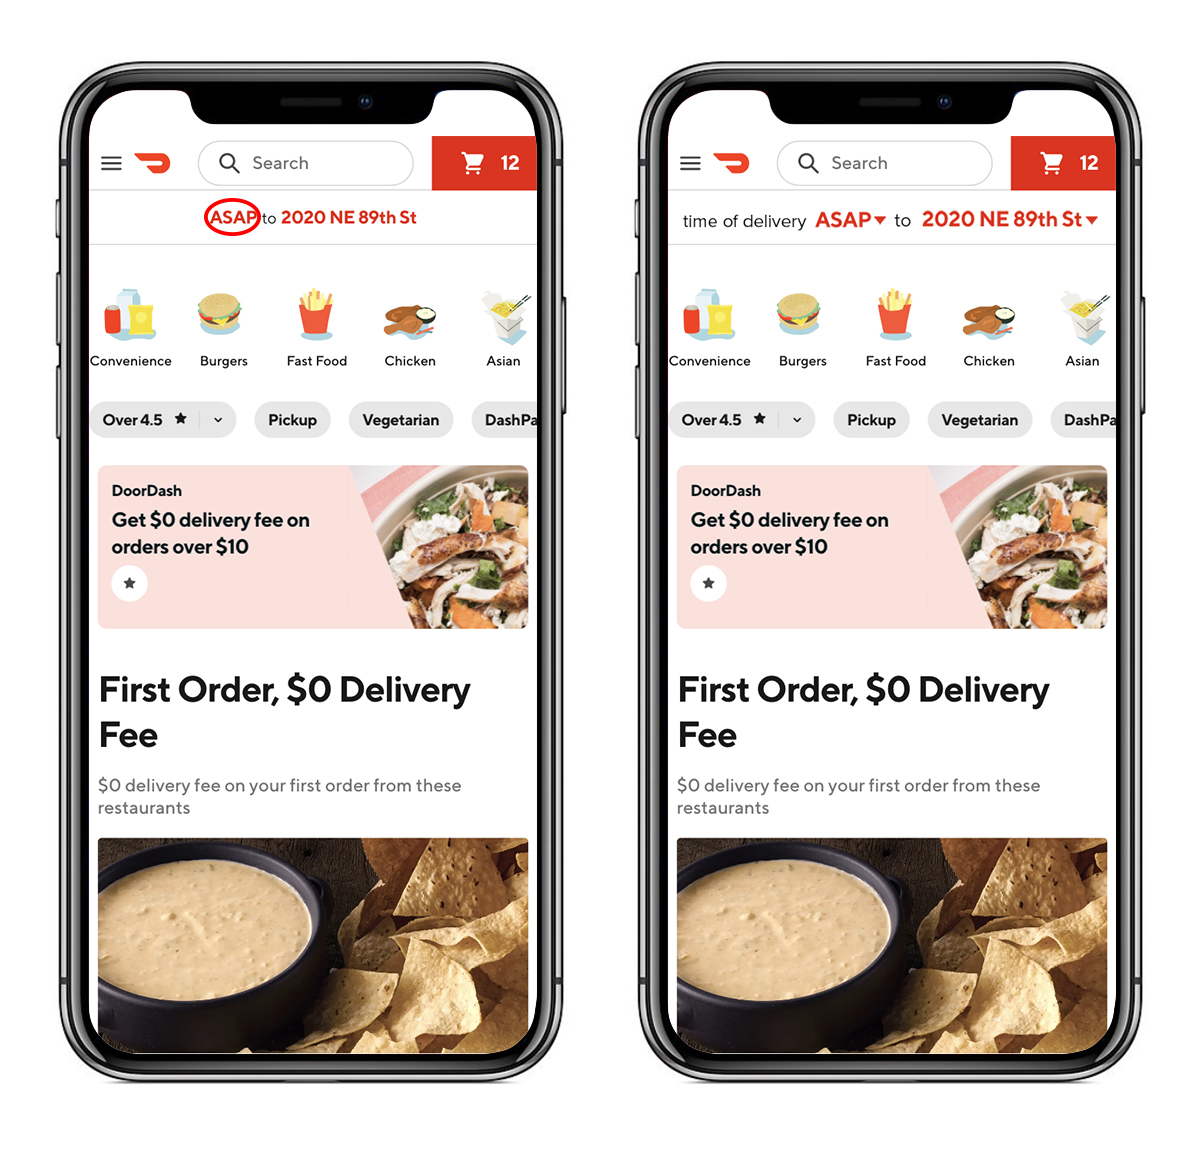 Search
12
ASAP to 2020 NE 89th St
Convenience
Burgers
Fast Food
Chicken
Asian
Over 4.5
Pickup
Vegetarian
DashPa
DoorDash
Get $0 delivery fee on
orders over $10
First Order, $0 Delivery
Fee
$0 delivery fee on your first order from these
restaurants
Search
12
time of delivery ASAP to 2020 NE 89th St
Convenience
Burgers
Fast Food
Chicken
Asian
Over 4.5
Pickup
Vegetarian
DashPa
DoorDash
Get $0 delivery fee on
orders over $10
First Order, $0 Delivery
Fee
$0 delivery fee on your first order from these
restaurants